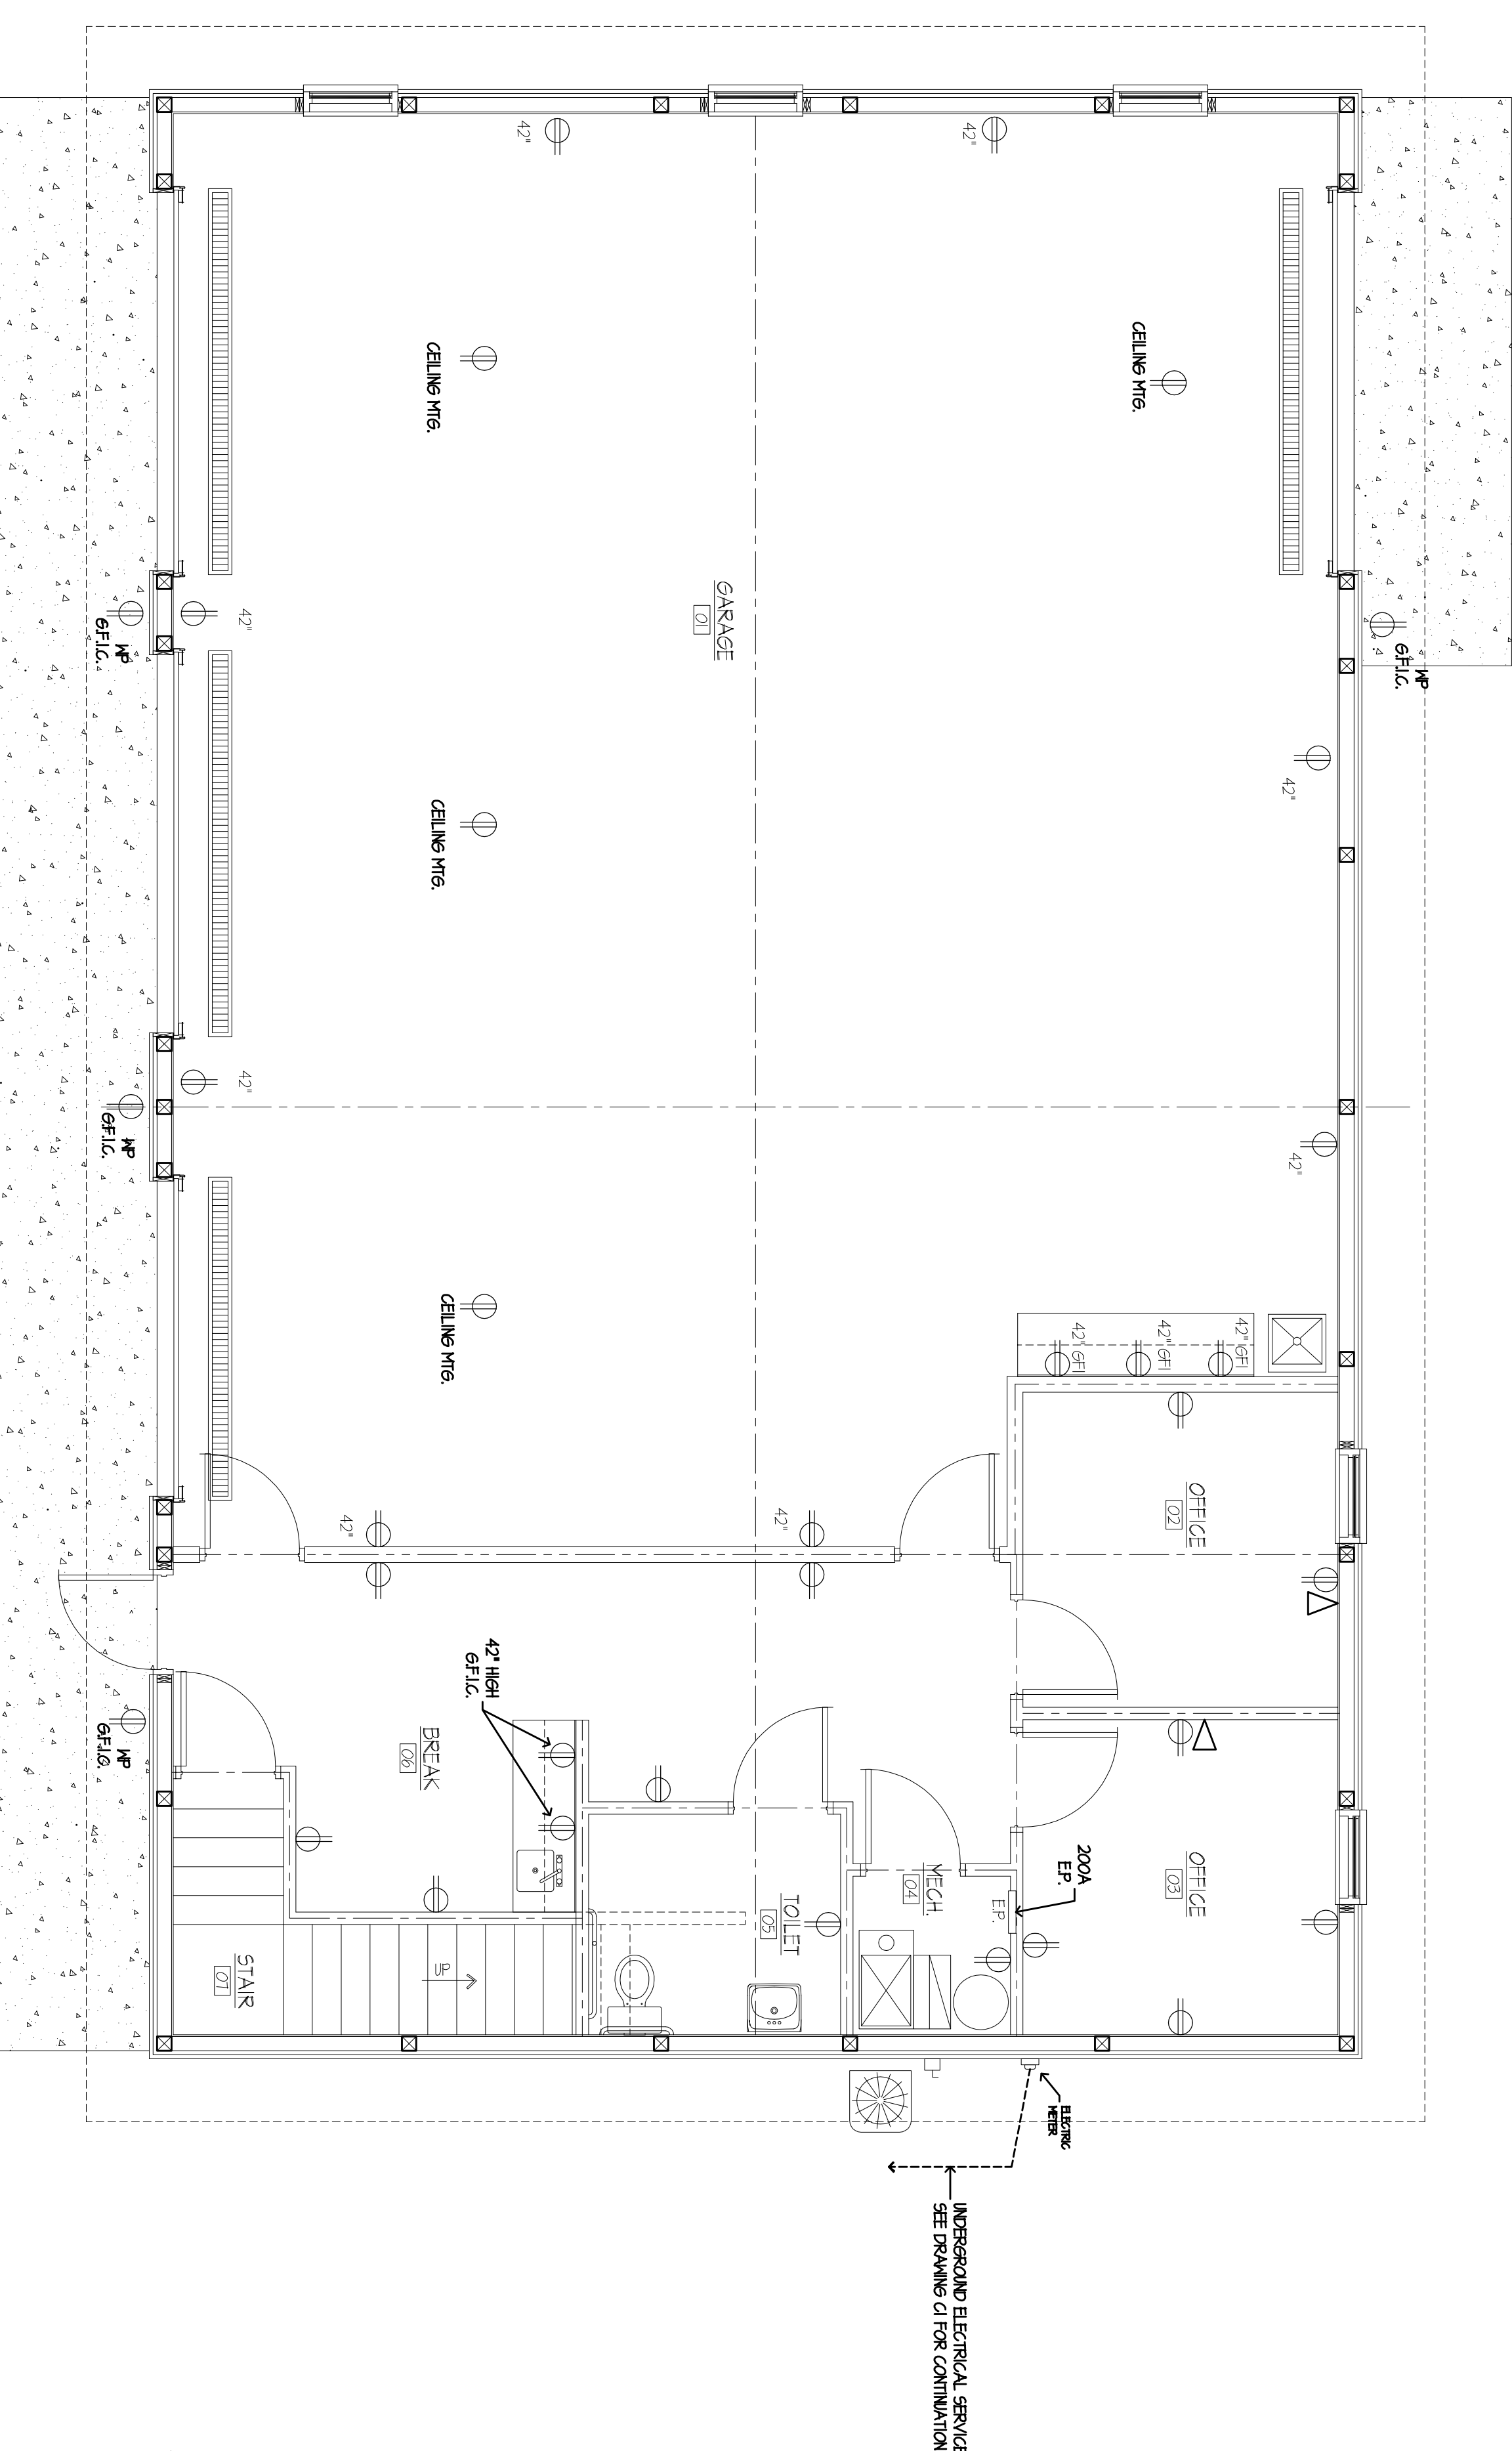 42"
42"
CEILING MTG.
CEILING MTG.
WP
G.F.I.C.
42"
GARAGE
01
WP
G.F.I.C.
42"
CEILING MTG.
42"
WP
G.F.I.C.
42"
CEILING MTG.
42" GFI
42" GFI
42" GFI
OFFICE
02
42"
42"
42" HIGH
G.F.I.C.
WP
G.F.I.C.
BREAK
06
200A
E.P.
OFFICE
03
MECH.
04
E.P.
TOILET
05
STAIR
07
UP
ELECTRIC
METER
UNDERGROUND ELECTRICAL SERVICE
SEE DRAWING C1 FOR CONTINUATION